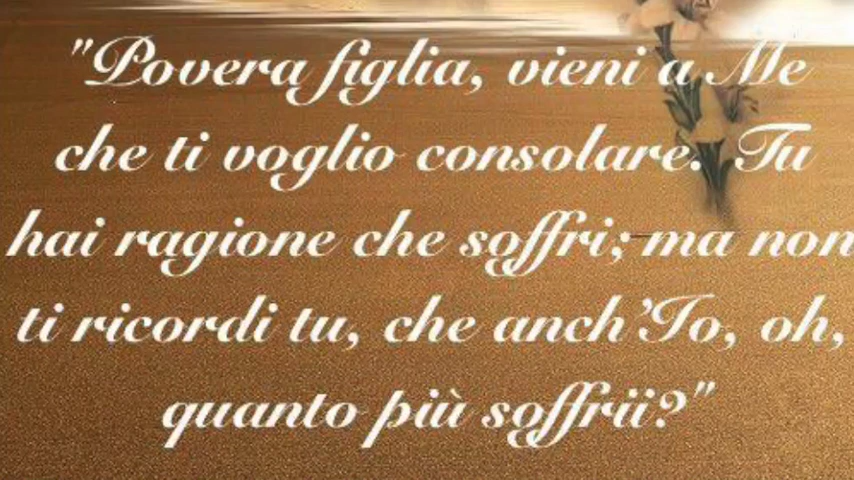 "Povera figlia, vieni a Me
che ti voglio consolare. Tu
hai ragione che soffri; ma non
ti ricordi tu, che anch'Io, oh,
quanto più soffrii?"